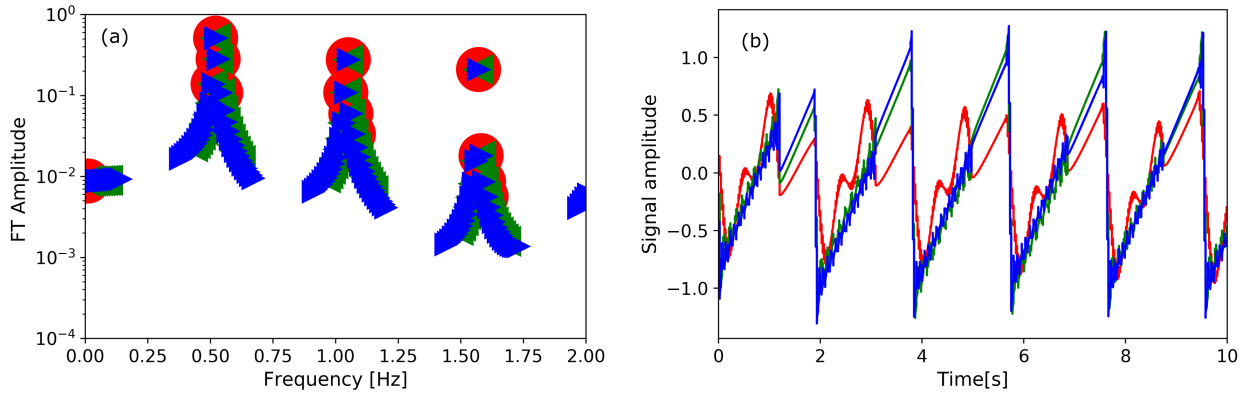 (a)
FT Amplitude
10⁰
10⁻¹
10⁻²
10⁻³
10⁻⁴
0.00 0.25 0.50 0.75 1.00 1.25 1.50 1.75 2.00
Frequency [Hz]
(b)
Signal amplitude
1.0
0.5
0.0
−0.5
−1.0
0 2 4 6 8 10
Time[s]